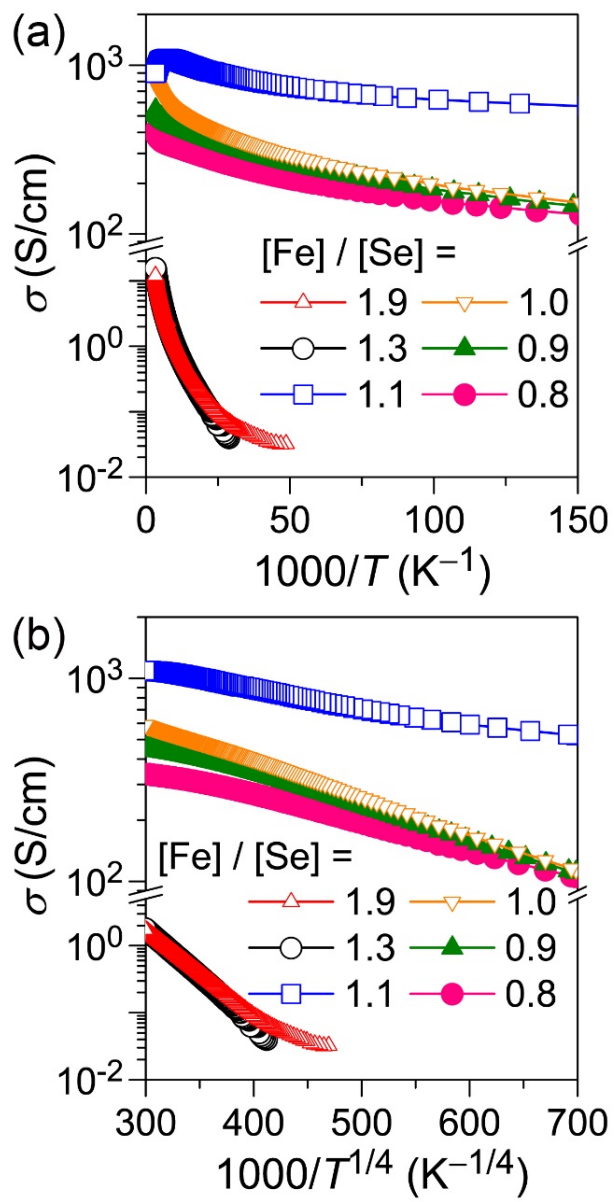 (a)
10³
10²
10⁰
10⁻²
σ (S/cm)
[Fe] / [Se] =
1.9 1.0
1.3 0.9
1.1 0.8
0 50 100 150
1000/T (K⁻¹)
(b)
10³
10²
10⁰
10⁻²
σ (S/cm)
[Fe] / [Se] =
1.9 1.0
1.3 0.9
1.1 0.8
300 400 500 600 700
1000/T¹/⁴ (K⁻¹/⁴)